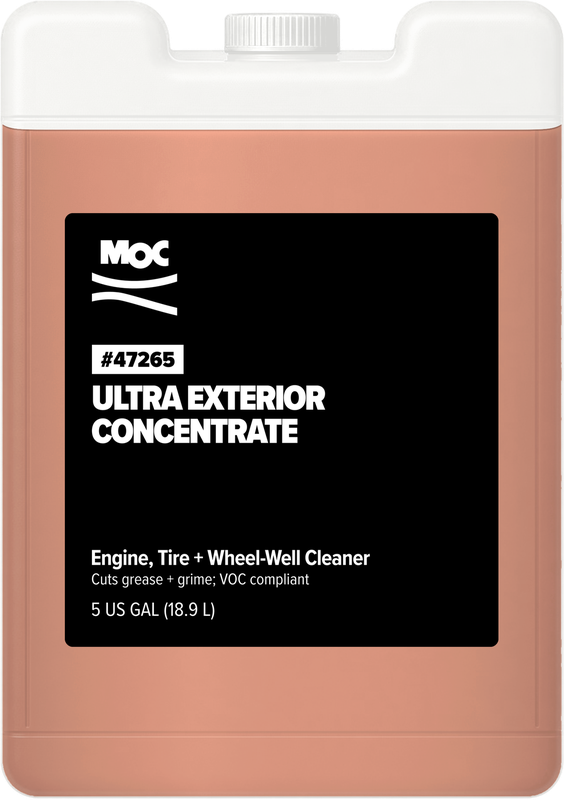 MOC
#47265
ULTRA EXTERIOR
CONCENTRATE
Engine, Tire + Wheel-Well Cleaner
Cuts grease + grime; VOC compliant
5 US GAL (18.9 L)